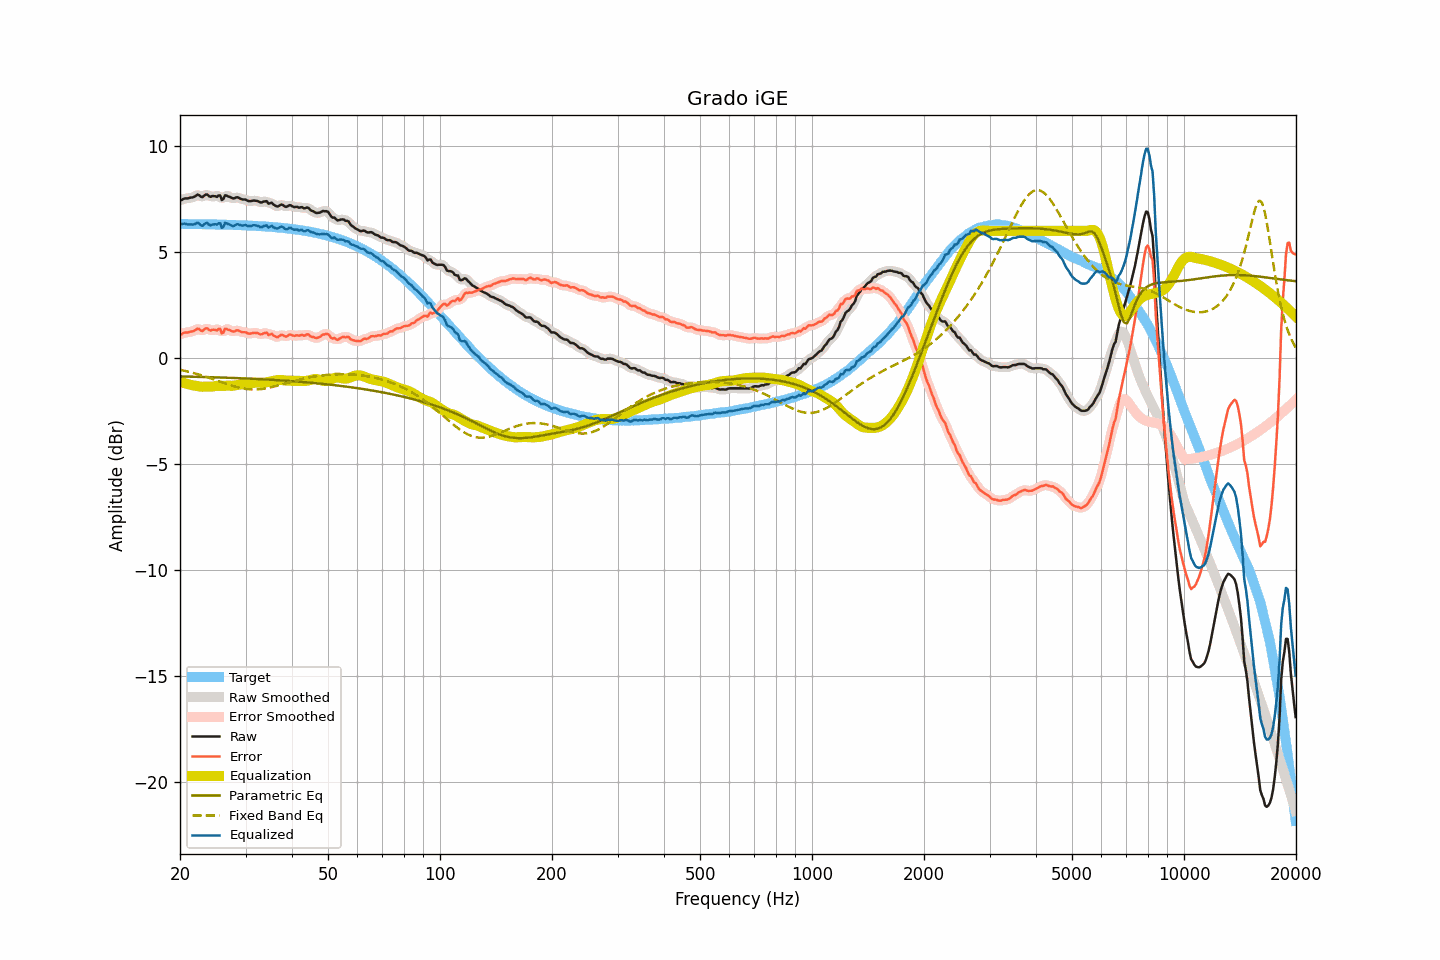 Grado iGE
Amplitude (dBr)
10
5
0
−5
−10
−15
−20
Target
Raw Smoothed
Error Smoothed
Raw
Error
Equalization
Parametric Eq
Fixed Band Eq
Equalized
20 50 100 200 500 1000 2000 5000 10000 20000
Frequency (Hz)